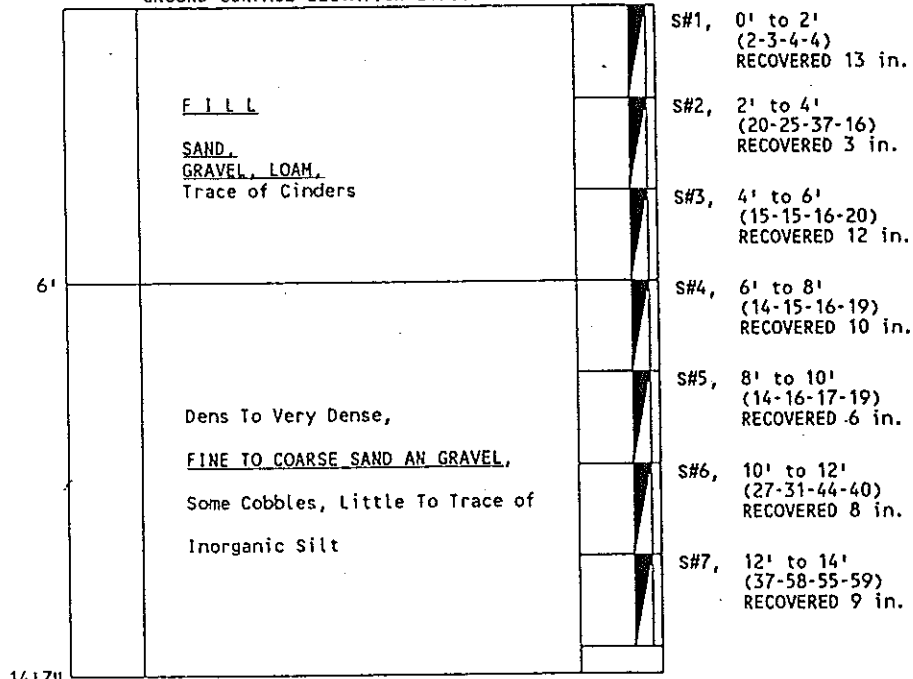 S#1, 0' to 2'
(2-3-4-4)
RECOVERED 13 in.
F I L L
SAND,
GRAVEL, LOAM,
Trace of Cinders
S#2, 2' to 4'
(20-25-37-16)
RECOVERED 3 in.
S#3, 4' to 6'
(15-15-16-20)
RECOVERED 12 in.
6'
S#4, 6' to 8'
(14-15-16-19)
RECOVERED 10 in.
Dens To Very Dense,
FINE TO COARSE SAND AN GRAVEL,
Some Cobbles, Little To Trace of
Inorganic Silt
S#5, 8' to 10'
(14-16-17-19)
RECOVERED 6 in.
S#6, 10' to 12'
(27-31-44-40)
RECOVERED 8 in.
S#7, 12' to 14'
(37-58-55-59)
RECOVERED 9 in.
14'7"